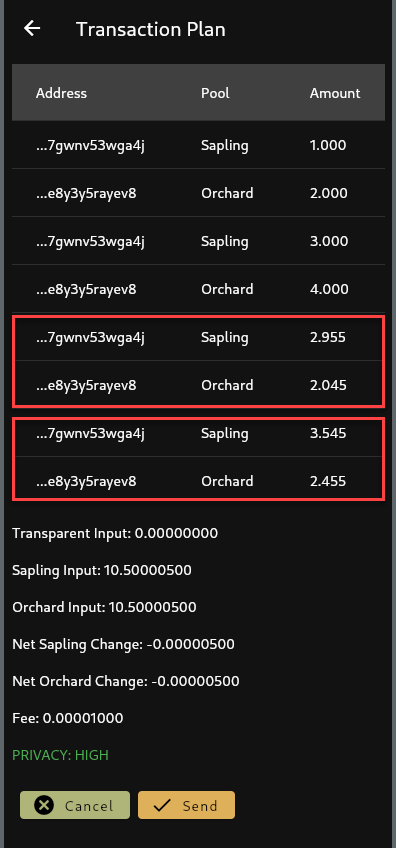 Transaction Plan
Address Pool Amount
...7gwnv53wga4j Sapling 1.000
...e8y3y5rayev8 Orchard 2.000
...7gwnv53wga4j Sapling 3.000
...e8y3y5rayev8 Orchard 4.000
...7gwnv53wga4j Sapling 2.955
...e8y3y5rayev8 Orchard 2.045
...7gwnv53wga4j Sapling 3.545
...e8y3y5rayev8 Orchard 2.455
Transparent Input: 0.00000000
Sapling Input: 10.50000500
Orchard Input: 10.50000500
Net Sapling Change: -0.00000500
Net Orchard Change: -0.00000500
Fee: 0.00001000
PRIVACY: HIGH
Cancel Send